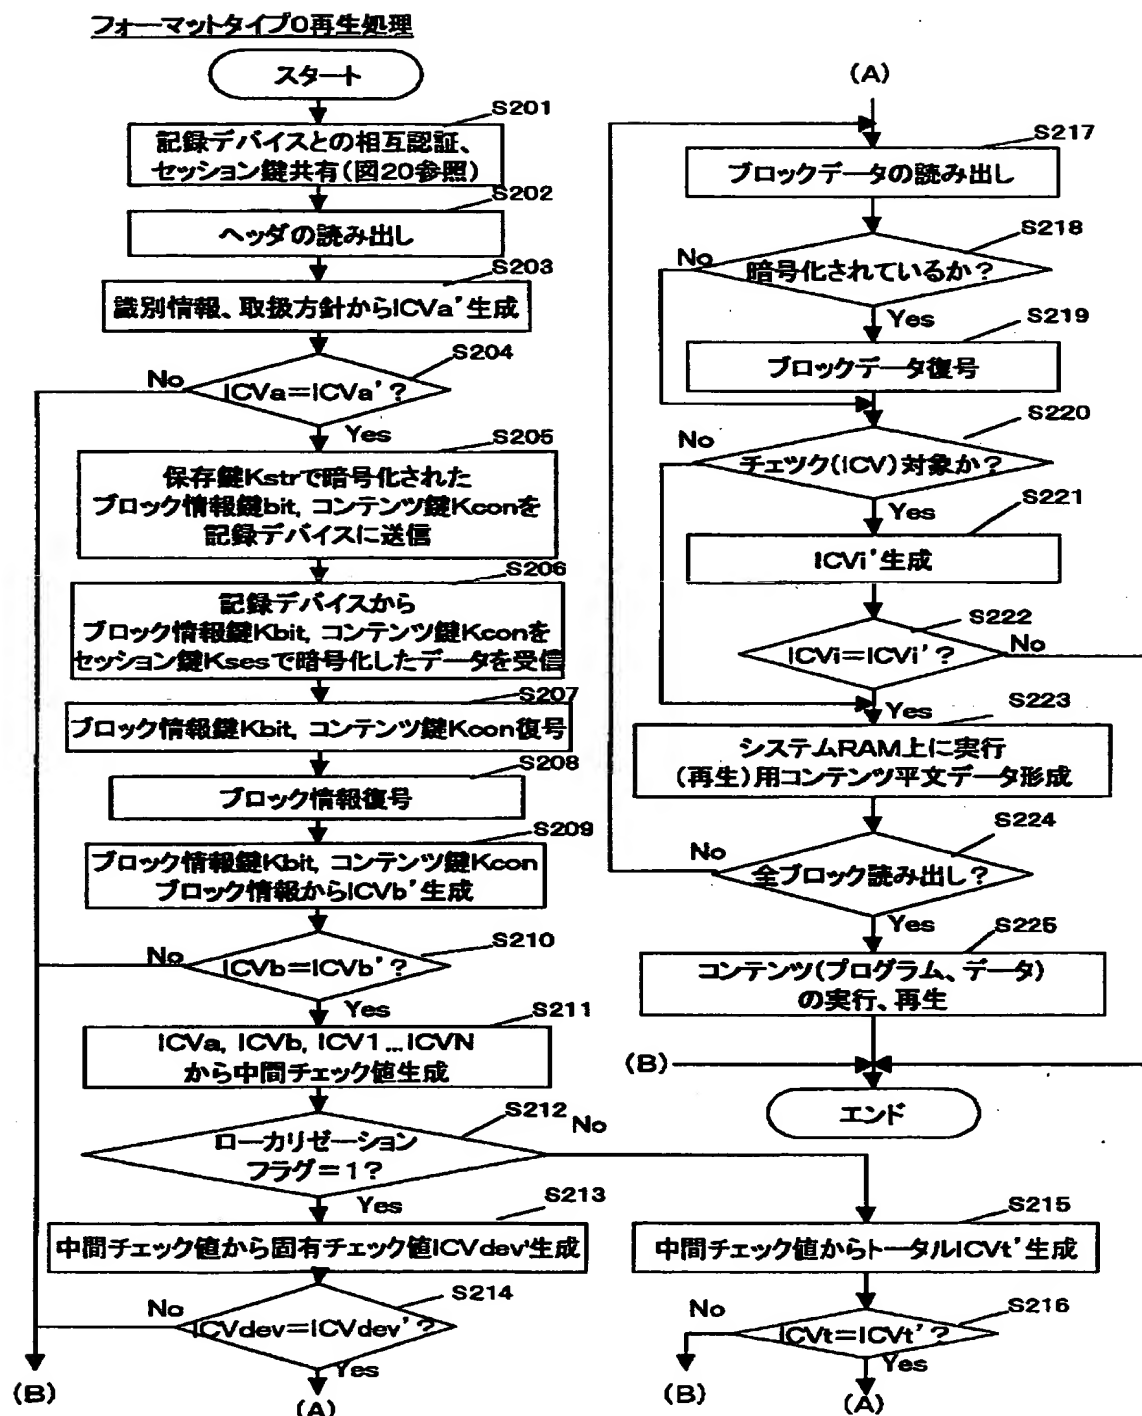 フォーマットタイプ0再生処理
スタート
S201
記録デバイスとの相互認証、
セッション鍵共有(図20参照)
S202
ヘッダの読み出し
S203
識別情報、取扱方針からICVa'生成
S204
ICVa=ICVa'?
No
Yes
S205
保存鍵Kstrで暗号化された
ブロック情報鍵bit, コンテンツ鍵Kconを
記録デバイスに送信
S206
記録デバイスから
ブロック情報鍵Kbit, コンテンツ鍵Kconを
セッション鍵Ksesで暗号化したデータを受信
S207
ブロック情報鍵Kbit, コンテンツ鍵Kcon復号
S208
ブロック情報復号
S209
ブロック情報鍵Kbit, コンテンツ鍵Kcon
ブロック情報からICVb'生成
S210
No
ICVb=ICVb'?
Yes
S211
ICVa, ICVb, ICV1...ICVN
から中間チェック値生成
S212
No
ローカリゼーション
フラグ=1?
Yes
S213
中間チェック値から固有チェック値ICVdev'生成
S214
No
ICVdev=ICVdev'?
Yes
(B)
(A)
S215
中間チェック値からトータルICVt'生成
S216
No
ICVt=ICVt'?
Yes
(B)
(A)
(A)
S217
ブロックデータの読み出し
S218
No
暗号化されているか?
Yes
S219
ブロックデータ復号
S220
No
チェツク(ICV)対象か?
Yes
S221
ICVi'生成
S222
ICVi=ICVi'?
No
Yes
S223
システムRAM上に実行
(再生)用コンテンツ平文データ形成
S224
No
全ブロック読み出し?
Yes
S225
コンテンツ(プログラム、データ)
の実行、再生
(B)
エンド